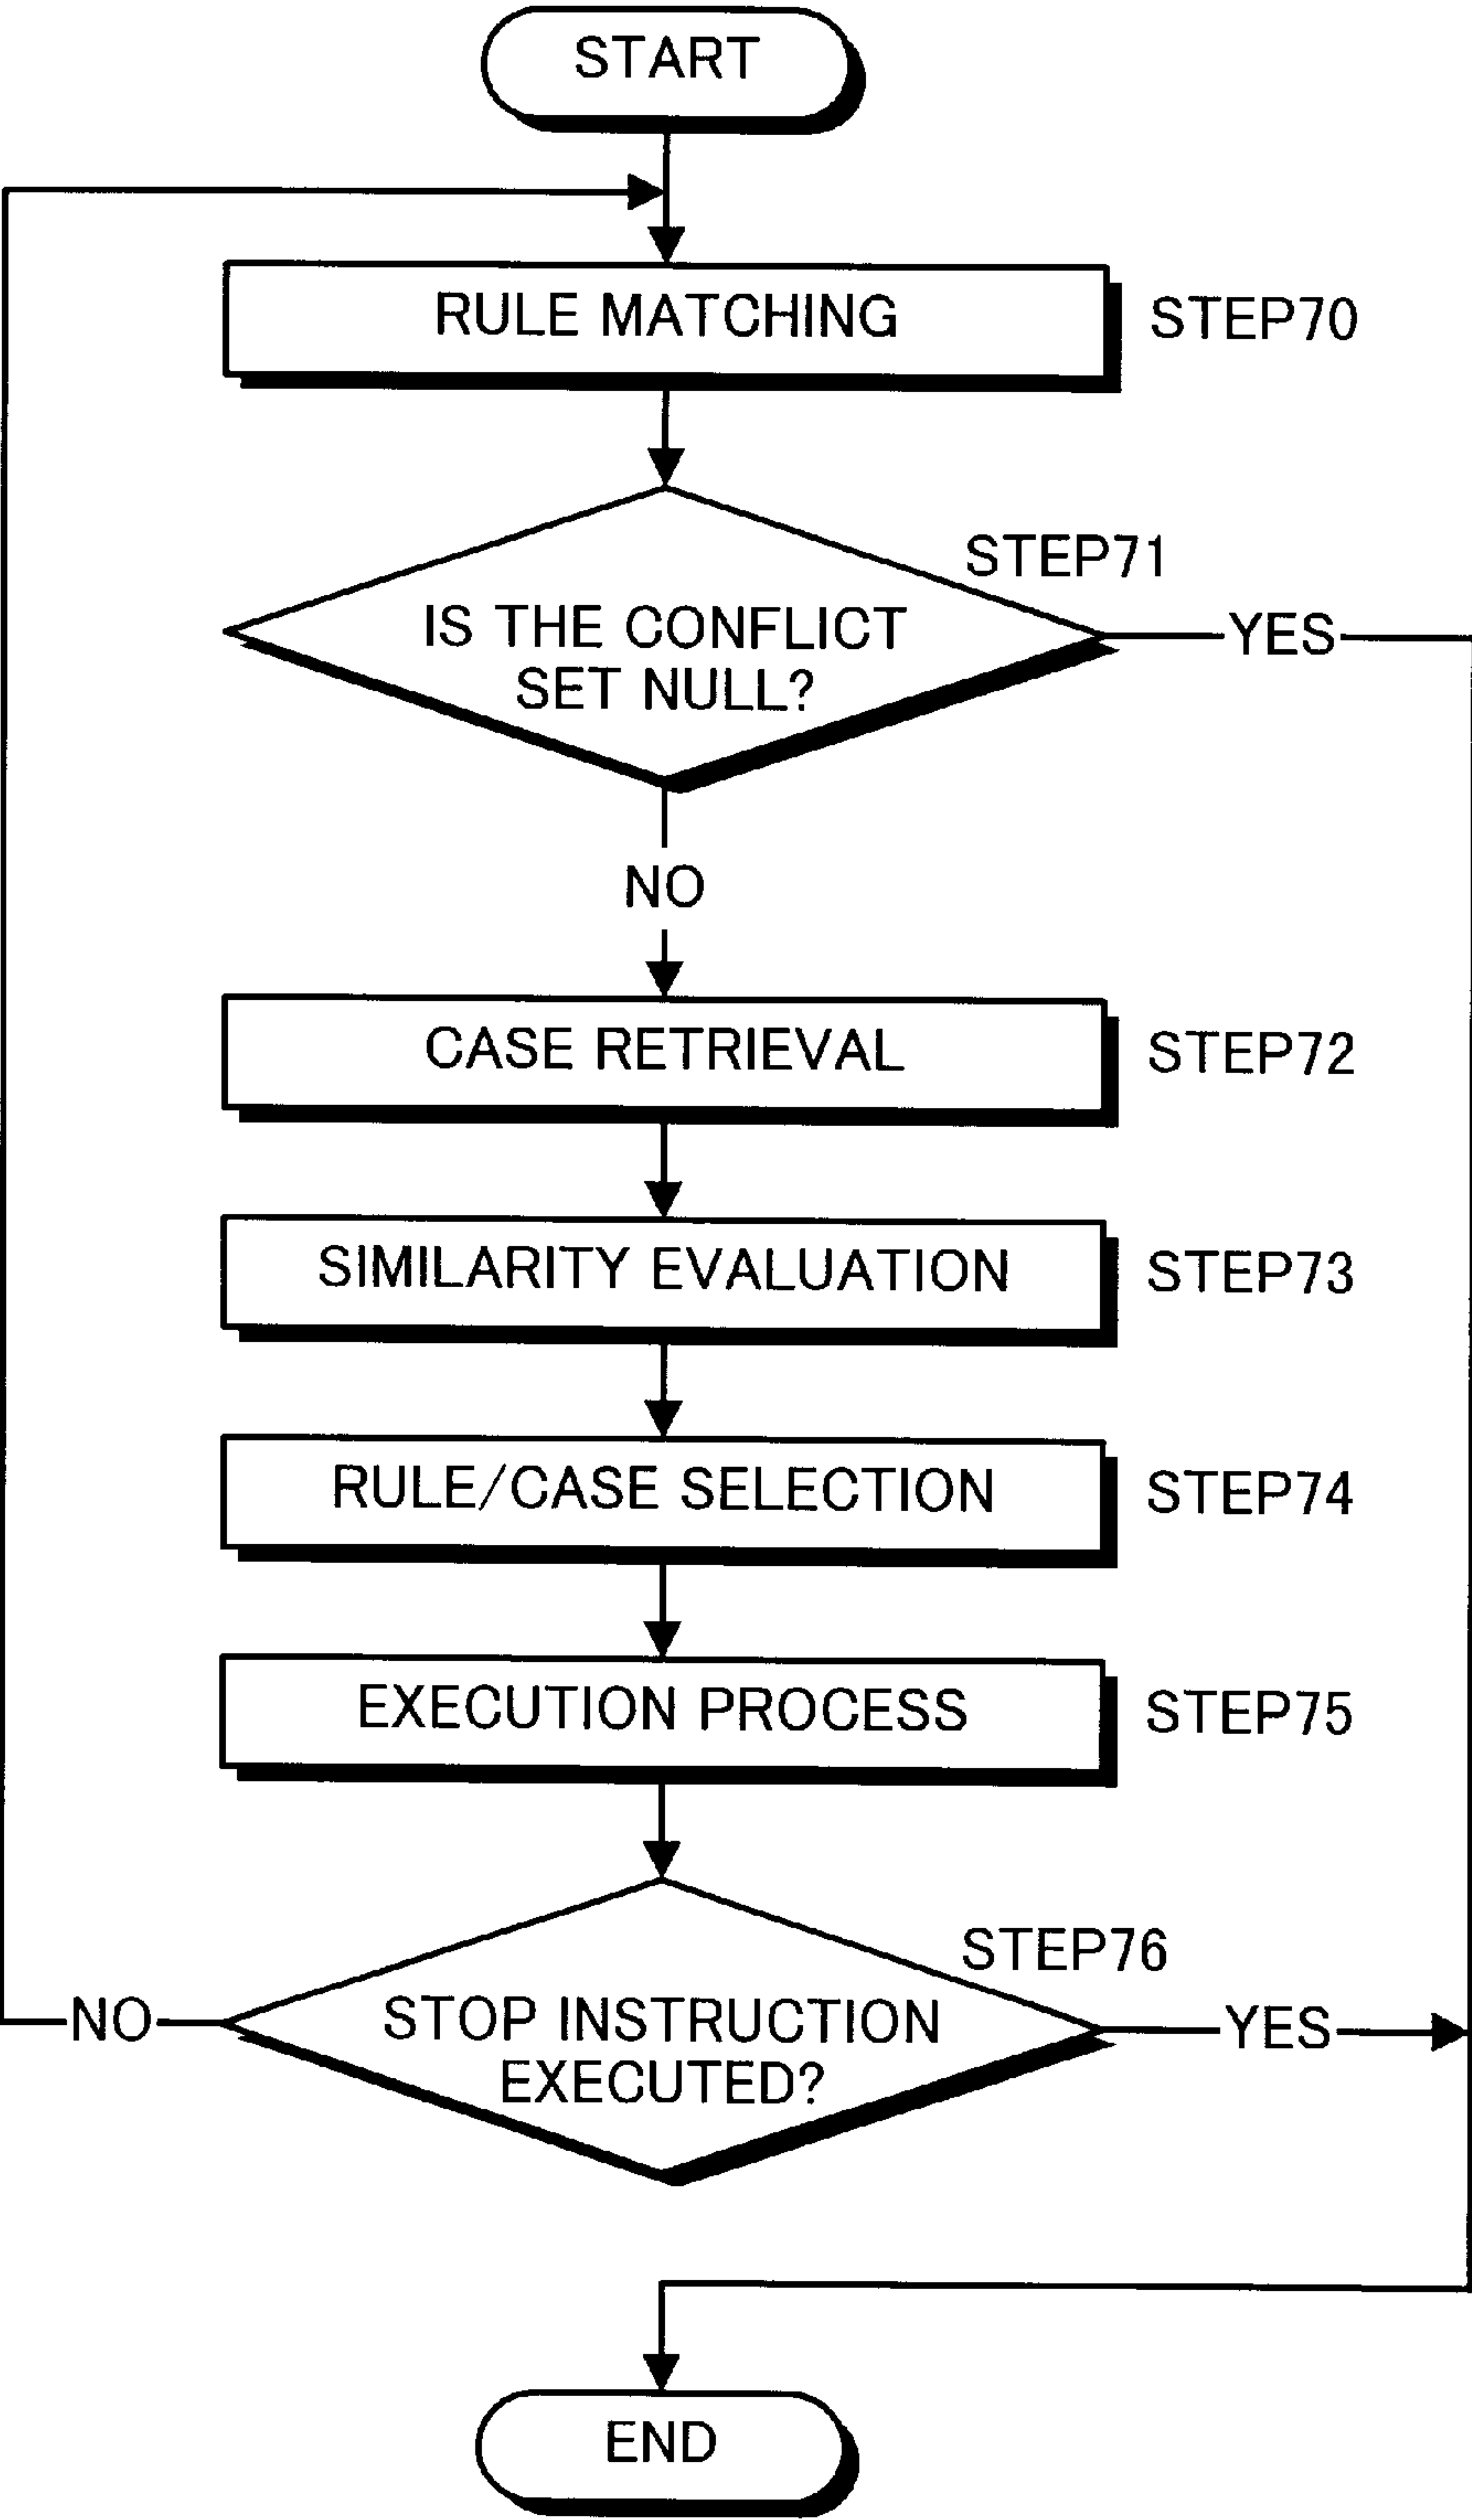 START
RULE MATCHING
STEP70
STEP71
IS THE CONFLICT
SET NULL?
YES
NO
CASE RETRIEVAL
STEP72
SIMILARITY EVALUATION
STEP73
RULE/CASE SELECTION
STEP74
EXECUTION PROCESS
STEP75
STEP76
NO
STOP INSTRUCTION
EXECUTED?
YES
END